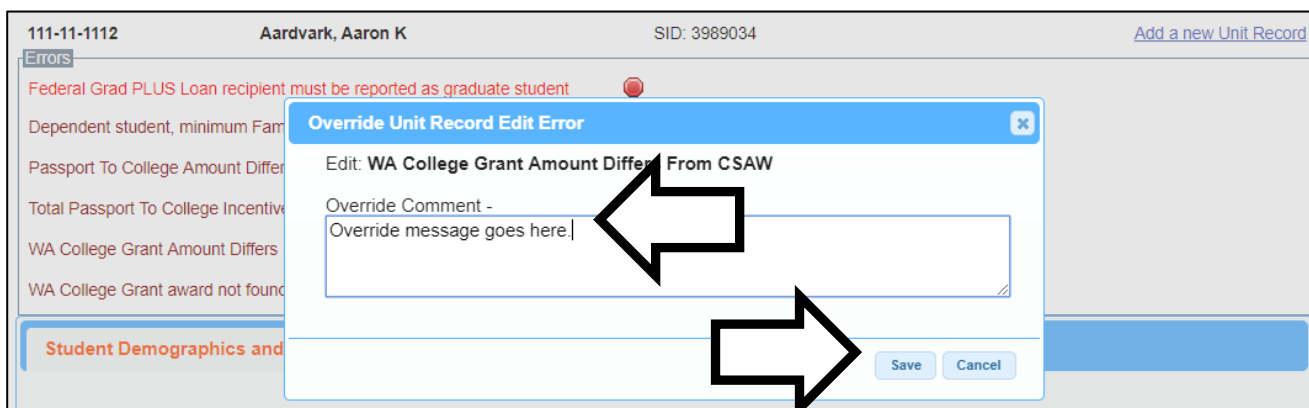 111-11-1112 Aardvark, Aaron K SID: 3989034 Add a new Unit Record
Errors
Federal Grad PLUS Loan recipient must be reported as graduate student
Dependent student, minimum Fam
Passport To College Amount Differ
Total Passport To College Incentive
WA College Grant Amount Differs
WA College Grant award not found
Override Unit Record Edit Error
Edit: WA College Grant Amount Differs From CSAW
Override Comment -
Override message goes here.
Save Cancel
Student Demographics and